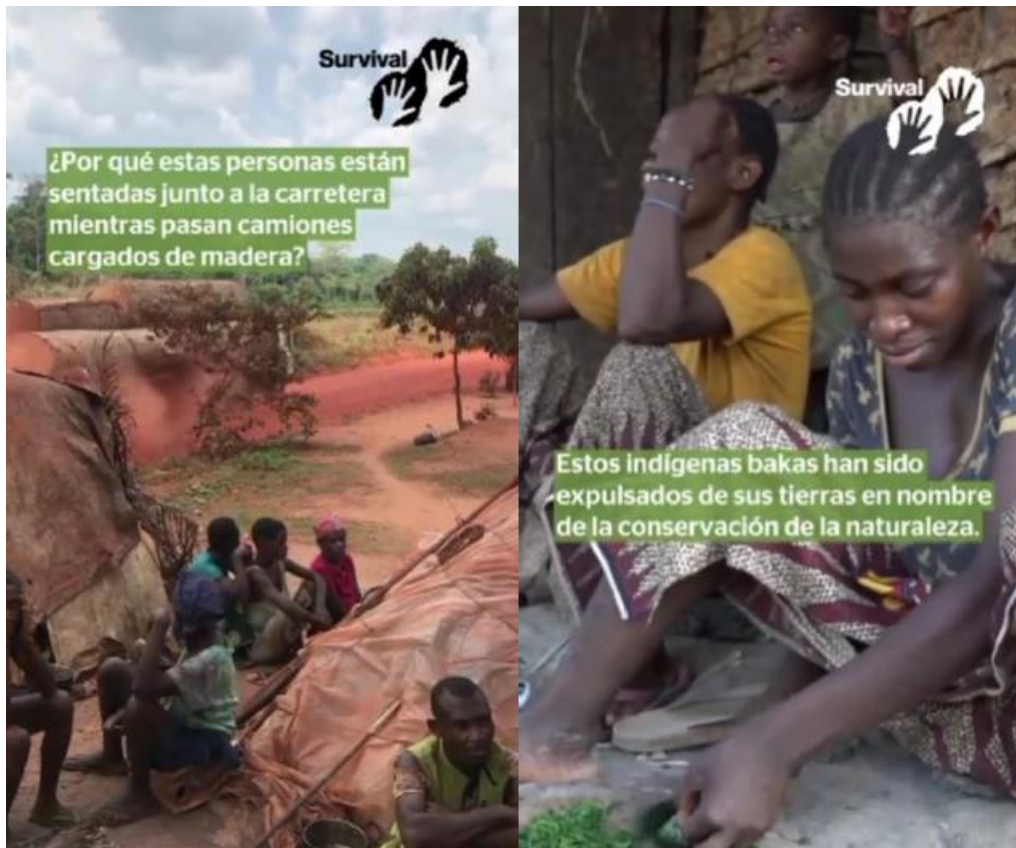 Survival
¿Por qué estas personas están
sentadas junto a la carretera
mientras pasan camiones
cargados de madera?
Survival
Estos indígenas bakas han sido
expulsados de sus tierras en nombre
de la conservación de la naturaleza.